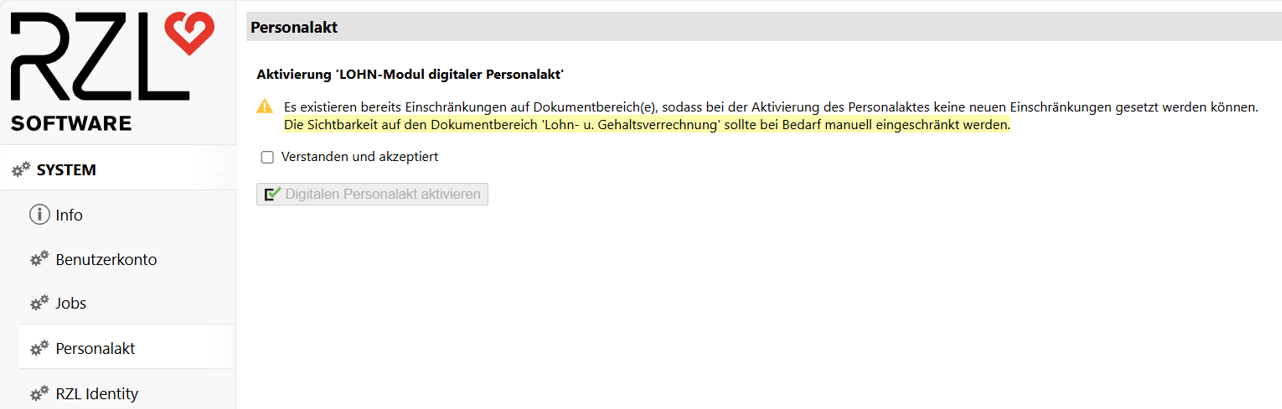 RZL
SOFTWARE
SYSTEM
Info
Benutzerkonto
Jobs
Personalakt
RZL Identity
Personalakt
Aktivierung 'LOHN-Modul digitaler Personalakt'
Es existieren bereits Einschränkungen auf Dokumentbereich(e), sodass bei der Aktivierung des Personalaktes keine neuen Einschränkungen gesetzt werden können.
Die Sichtbarkeit auf den Dokumentbereich 'Lohn- u. Gehaltsverrechnung' sollte bei Bedarf manuell eingeschränkt werden.
Verstanden und akzeptiert
Digitalen Personalakt aktivieren